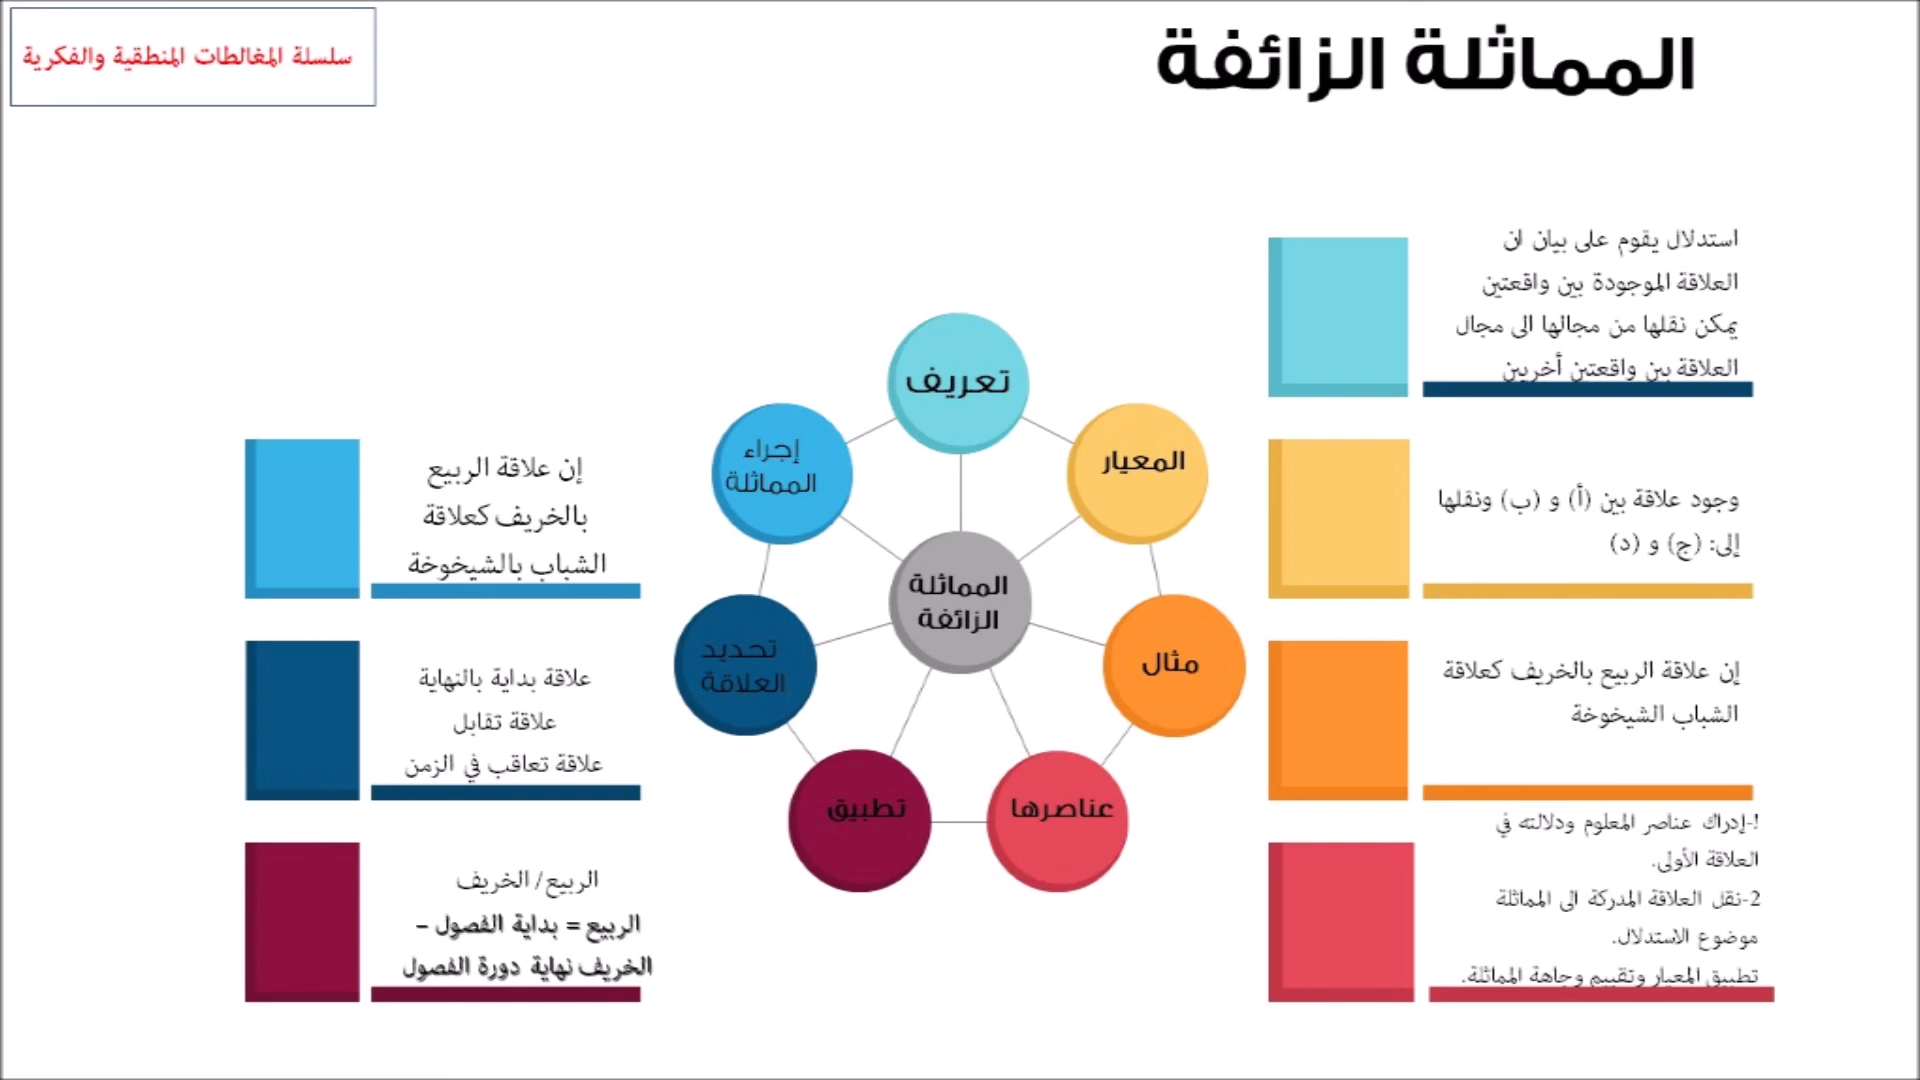 المماثلة الزائفة
سلسلة المغالطات المنطقية والفكرية
استدلال يقوم على بيان ان
العلاقة الموجودة بين واقعتين
يمكن نقلها من مجالها الى مجال
العلاقة بين واقعتين أخريين
وجود علاقة بين (أ) و (ب) ونقلها
إلى: (ج) و (د)
إن علاقة الربيع بالخريف كعلاقة
الشباب الشيخوخة
!-إدراك عناصر المعلوم ودلالته في
العلاقة الأولى.
2-نقل العلاقة المدركة الى المماثلة
موضوع الاستدلال.
تطبيق المعيار وتقييم وجاهة المماثلة.
تعريف
المعيار
مثال
عناصرها
تطبيق
تحديد
العلاقة
إجراء
المماثلة
المماثلة
الزائفة
إن علاقة الربيع
بالخريف كعلاقة
الشباب بالشيخوخة
علاقة بداية بالنهاية
علاقة تقابل
علاقة تعاقب في الزمن
الربيع/ الخريف
الربيع = بداية الفصول –
الخريف نهاية دورة الفصول